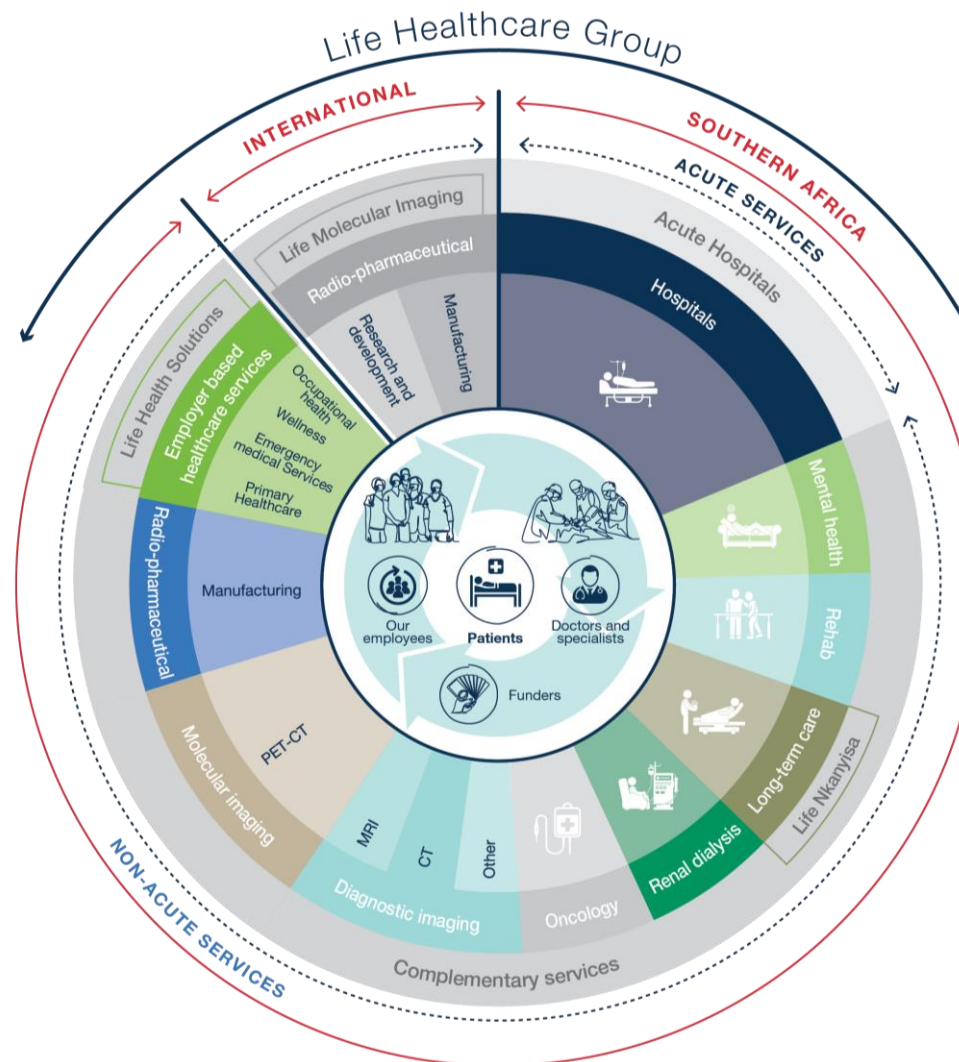 Life Healthcare Group
INTERNATIONAL
SOUTHERN AFRICA
ACUTE SERVICES
Acute Hospitals
Hospitals
Life Molecular Imaging
Radio-pharmaceutical
Research and
development
Manufacturing
Life Health Solutions
Employer based
healthcare services
Occupational
health
Wellness
Emergency
medical Services
Primary
Healthcare
Radio-pharmaceutical
Manufacturing
Molecular imaging
PET-CT
Diagnostic imaging
MRI
CT
Other
Oncology
Renal dialysis
Long-term care
Life Nkanyisa
Rehab
Mental health
Complementary services
NON-ACUTE SERVICES
Our
employees
Patients
Doctors and
specialists
Funders